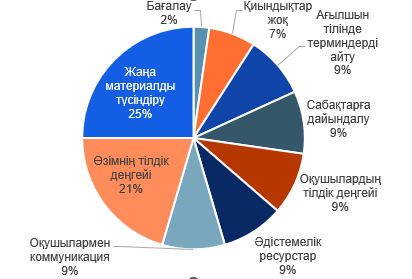 Бағалау
2%
Қиындықтар
жоқ
7%
Ағылшын
тілінде
терминдерді
айту
9%
Сабақтарға
дайындалу
9%
Оқушылардың
тілдік деңгейі
9%
Әдістемелік
ресурстар
9%
Оқушылармен
коммуникация
9%
Өзімнің тілдік
деңгейі
21%
Жаңа
материалды
түсіндіру
25%